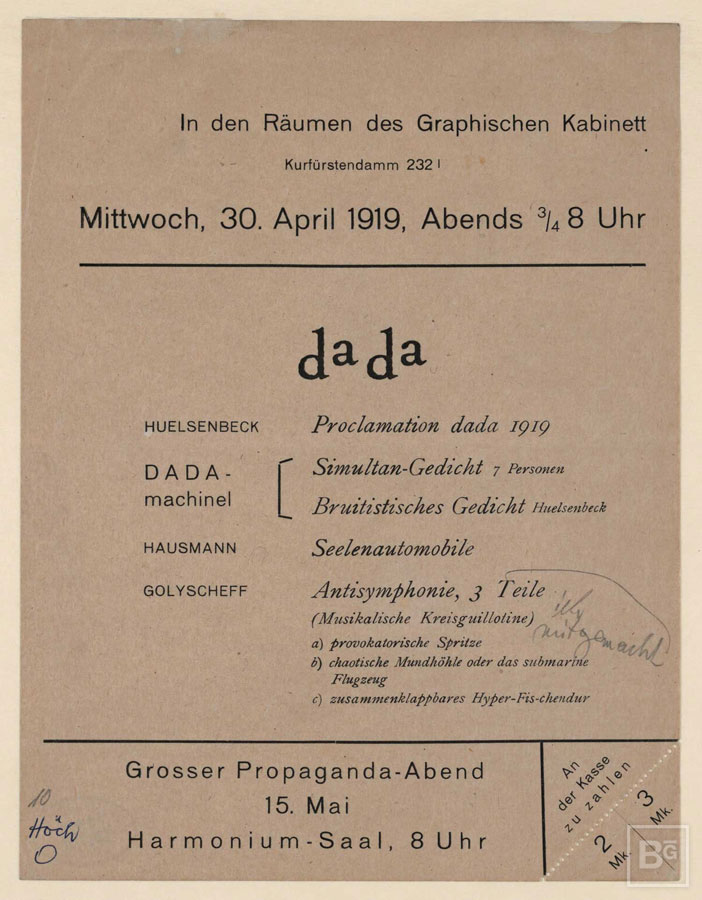 In den Räumen des Graphischen Kabinett
Kurfürstendamm 232 I
Mittwoch, 30. April 1919, Abends 3/4 8 Uhr
dada
HUELSENBECK Proclamation dada 1919
DADA-
machinel
Simultan-Gedicht 7 Personen
Bruitistisches Gedicht Huelsenbeck
HAUSMANN Seelenautomobile
GOLYSCHEFF Antisymphonie, 3 Teile
(Musikalische Kreisguillotine)
a) provokatorische Spritze
b) chaotische Mundhöhle oder das submarine
Flugzeug
c) zusammenklappbares Hyper-Fis-chendur
ich
mitgemacht
Grosser Propaganda-Abend
15. Mai
Harmonium-Saal, 8 Uhr
An
der Kasse
zu zahlen
3
Mk.
2
Mk.
10
Höch
BG